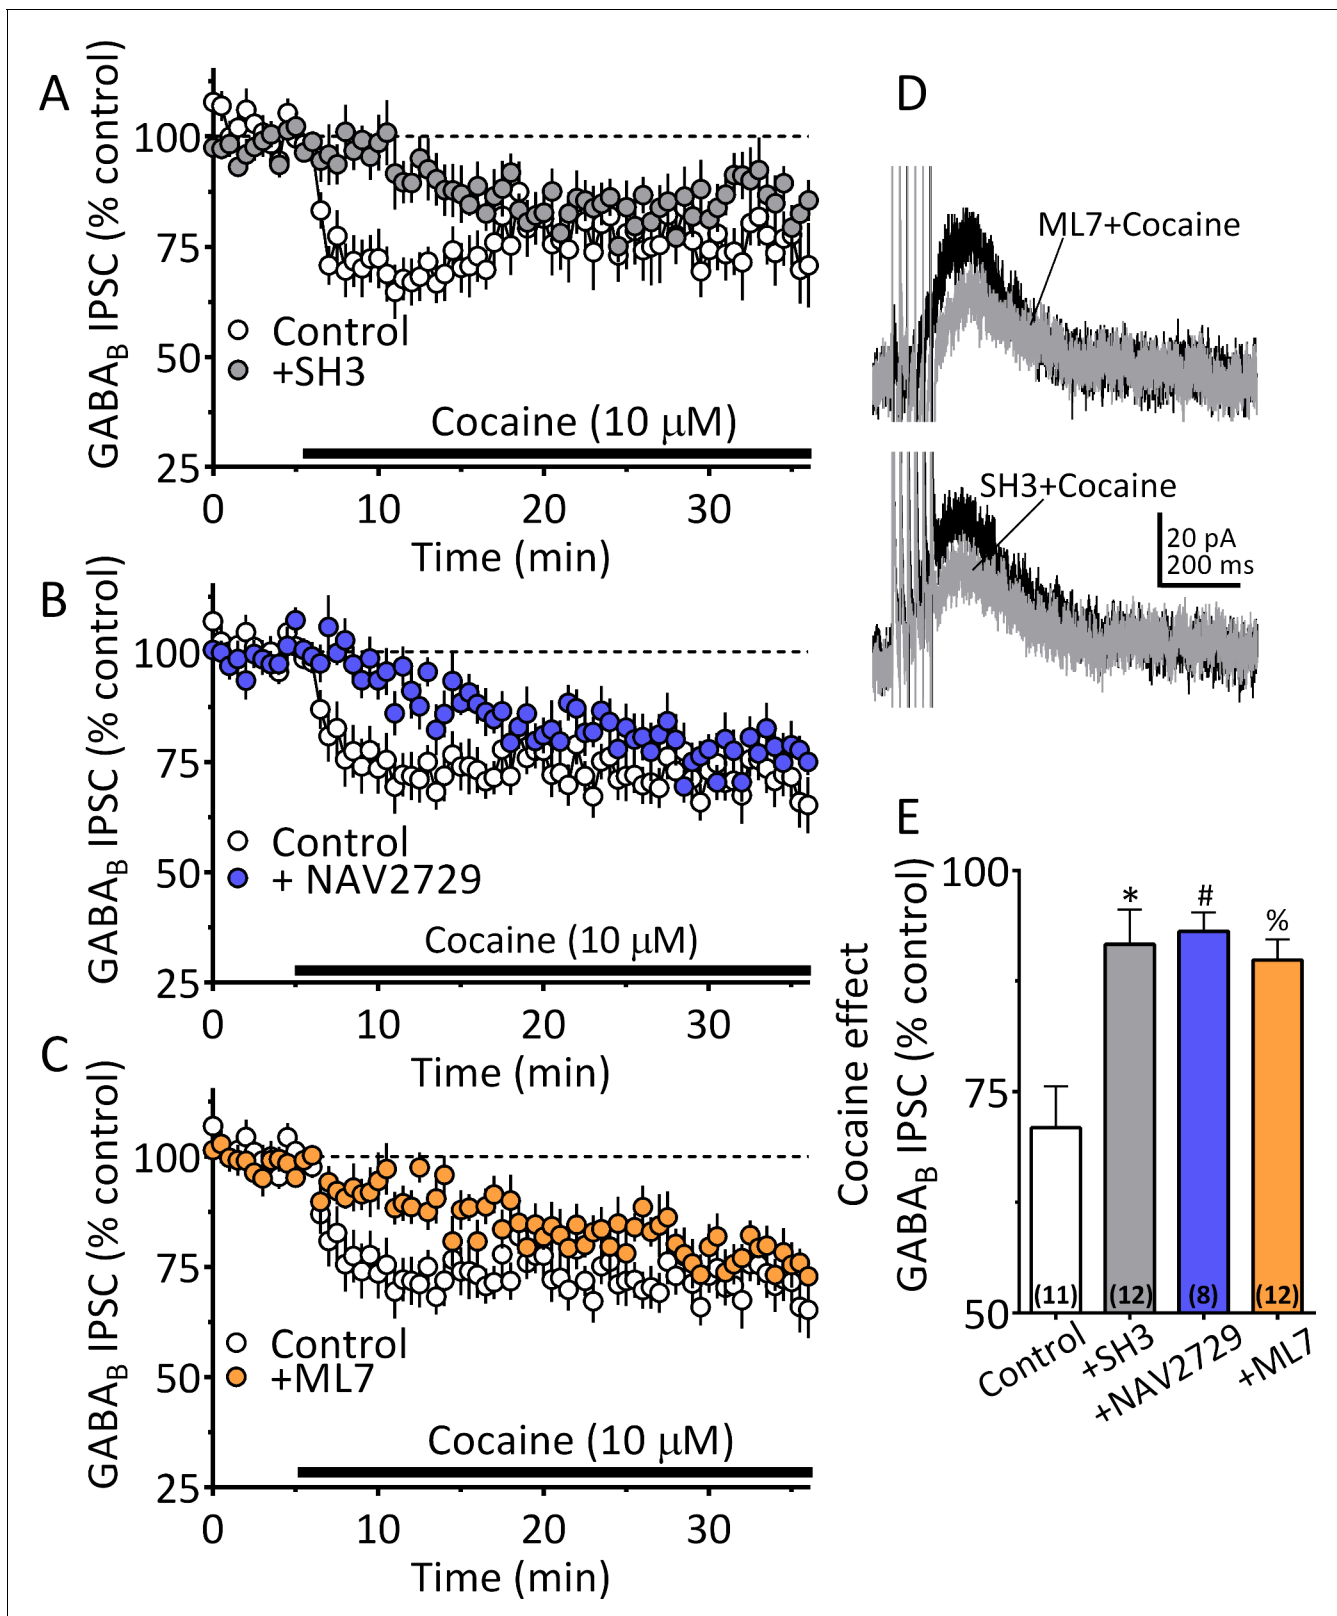 A
GABAB IPSC (% control)
100
75
50
25
Control
+SH3
Cocaine (10 μM)
0
10
20
30
Time (min)
B
GABAB IPSC (% control)
100
75
50
25
Control
+ NAV2729
Cocaine (10 μM)
0
10
20
30
Time (min)
C
GABAB IPSC (% control)
100
75
50
25
Control
+ML7
Cocaine (10 μM)
0
10
20
30
Time (min)
D
ML7+Cocaine
SH3+Cocaine
20 pA
200 ms
E
Cocaine effect
GABAB IPSC (% control)
100
75
50
*
#
%
(11)
(12)
(8)
(12)
Control
+SH3
+NAV2729
+ML7